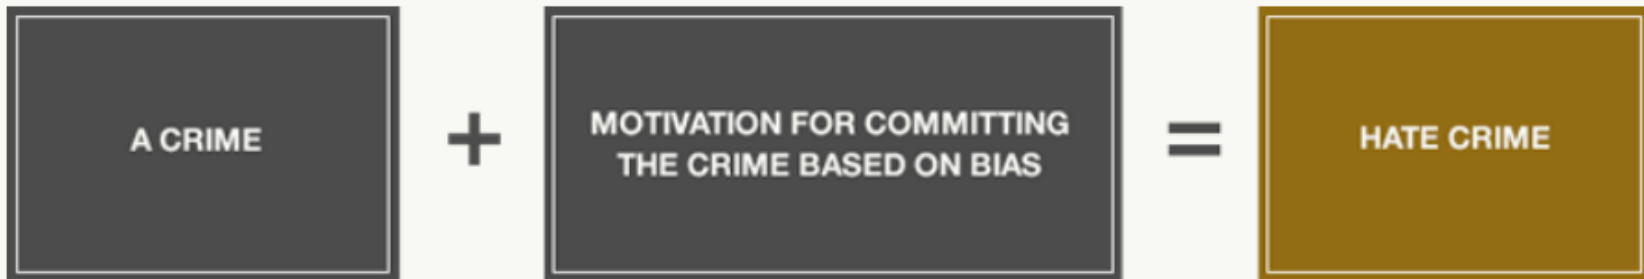 A CRIME
+
MOTIVATION FOR COMMITTING
THE CRIME BASED ON BIAS
=
HATE CRIME